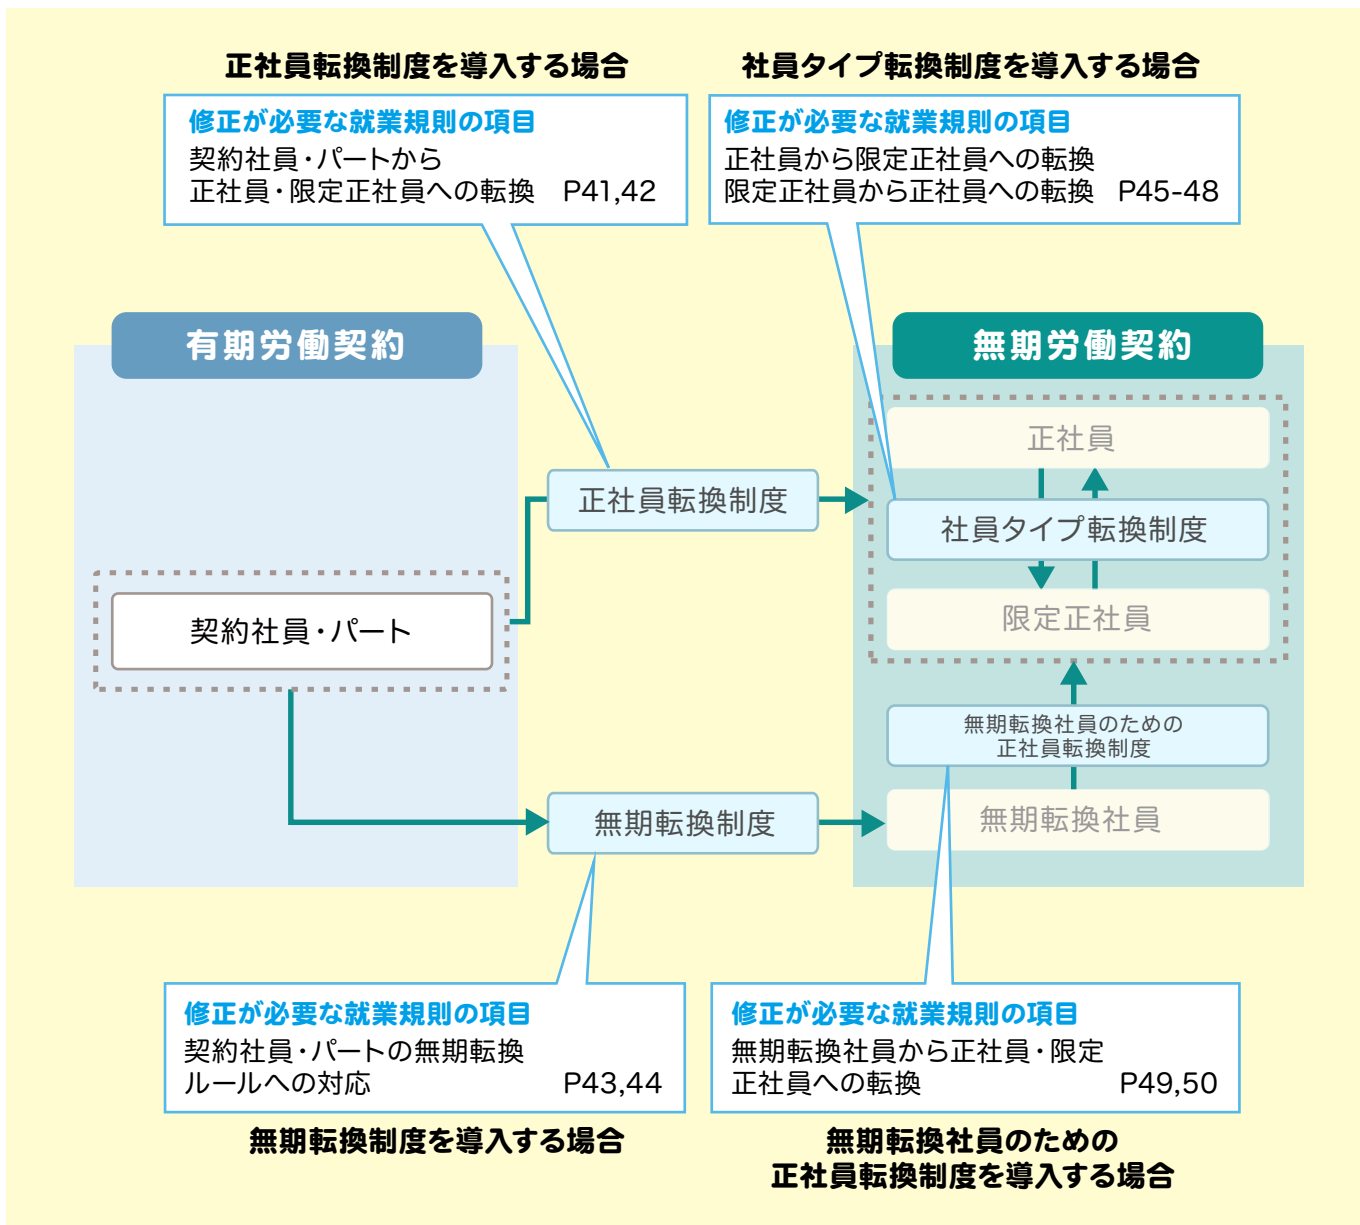 正社員転換制度を導入する場合
修正が必要な就業規則の項目
契約社員・パートから
正社員・限定正社員への転換　P41,42
社員タイプ転換制度を導入する場合
修正が必要な就業規則の項目
正社員から限定正社員への転換
限定正社員から正社員への転換　P45-48
有期労働契約
無期労働契約
正社員
正社員転換制度
社員タイプ転換制度
契約社員・パート
限定正社員
無期転換社員のための
正社員転換制度
無期転換制度
無期転換社員
修正が必要な就業規則の項目
契約社員・パートの無期転換
ルールへの対応　P43,44
無期転換制度を導入する場合
修正が必要な就業規則の項目
無期転換社員から正社員・限定
正社員への転換　P49,50
無期転換社員のための
正社員転換制度を導入する場合